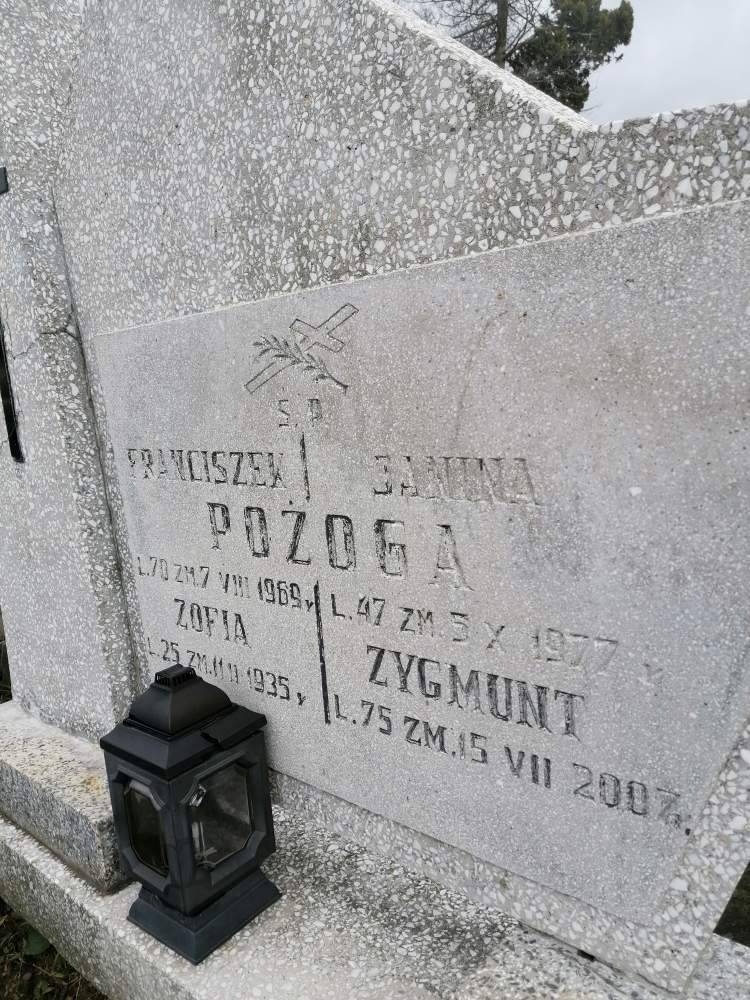 Ś. P.
FRANCISZEK JANINA
POŻOGA
L. 70 ZM. 7 VIII 1969 r L. 47 ZM. 5 X 1977 r
ZOFIA ZYGMUNT
L. 25 ZM. 11 II 1935 r L. 75 ZM. 15 VII